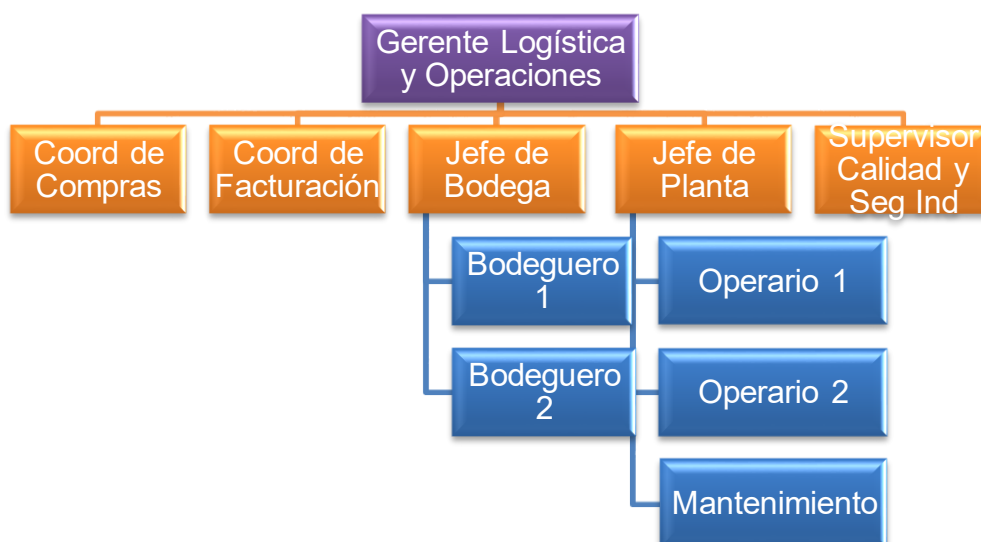 Gerente Logística
y Operaciones
Coord de
Compras
Coord de
Facturación
Jefe de
Bodega
Jefe de
Planta
Supervisor
Calidad y
Seg Ind
Bodeguero
1
Operario 1
Bodeguero
2
Operario 2
Mantenimiento